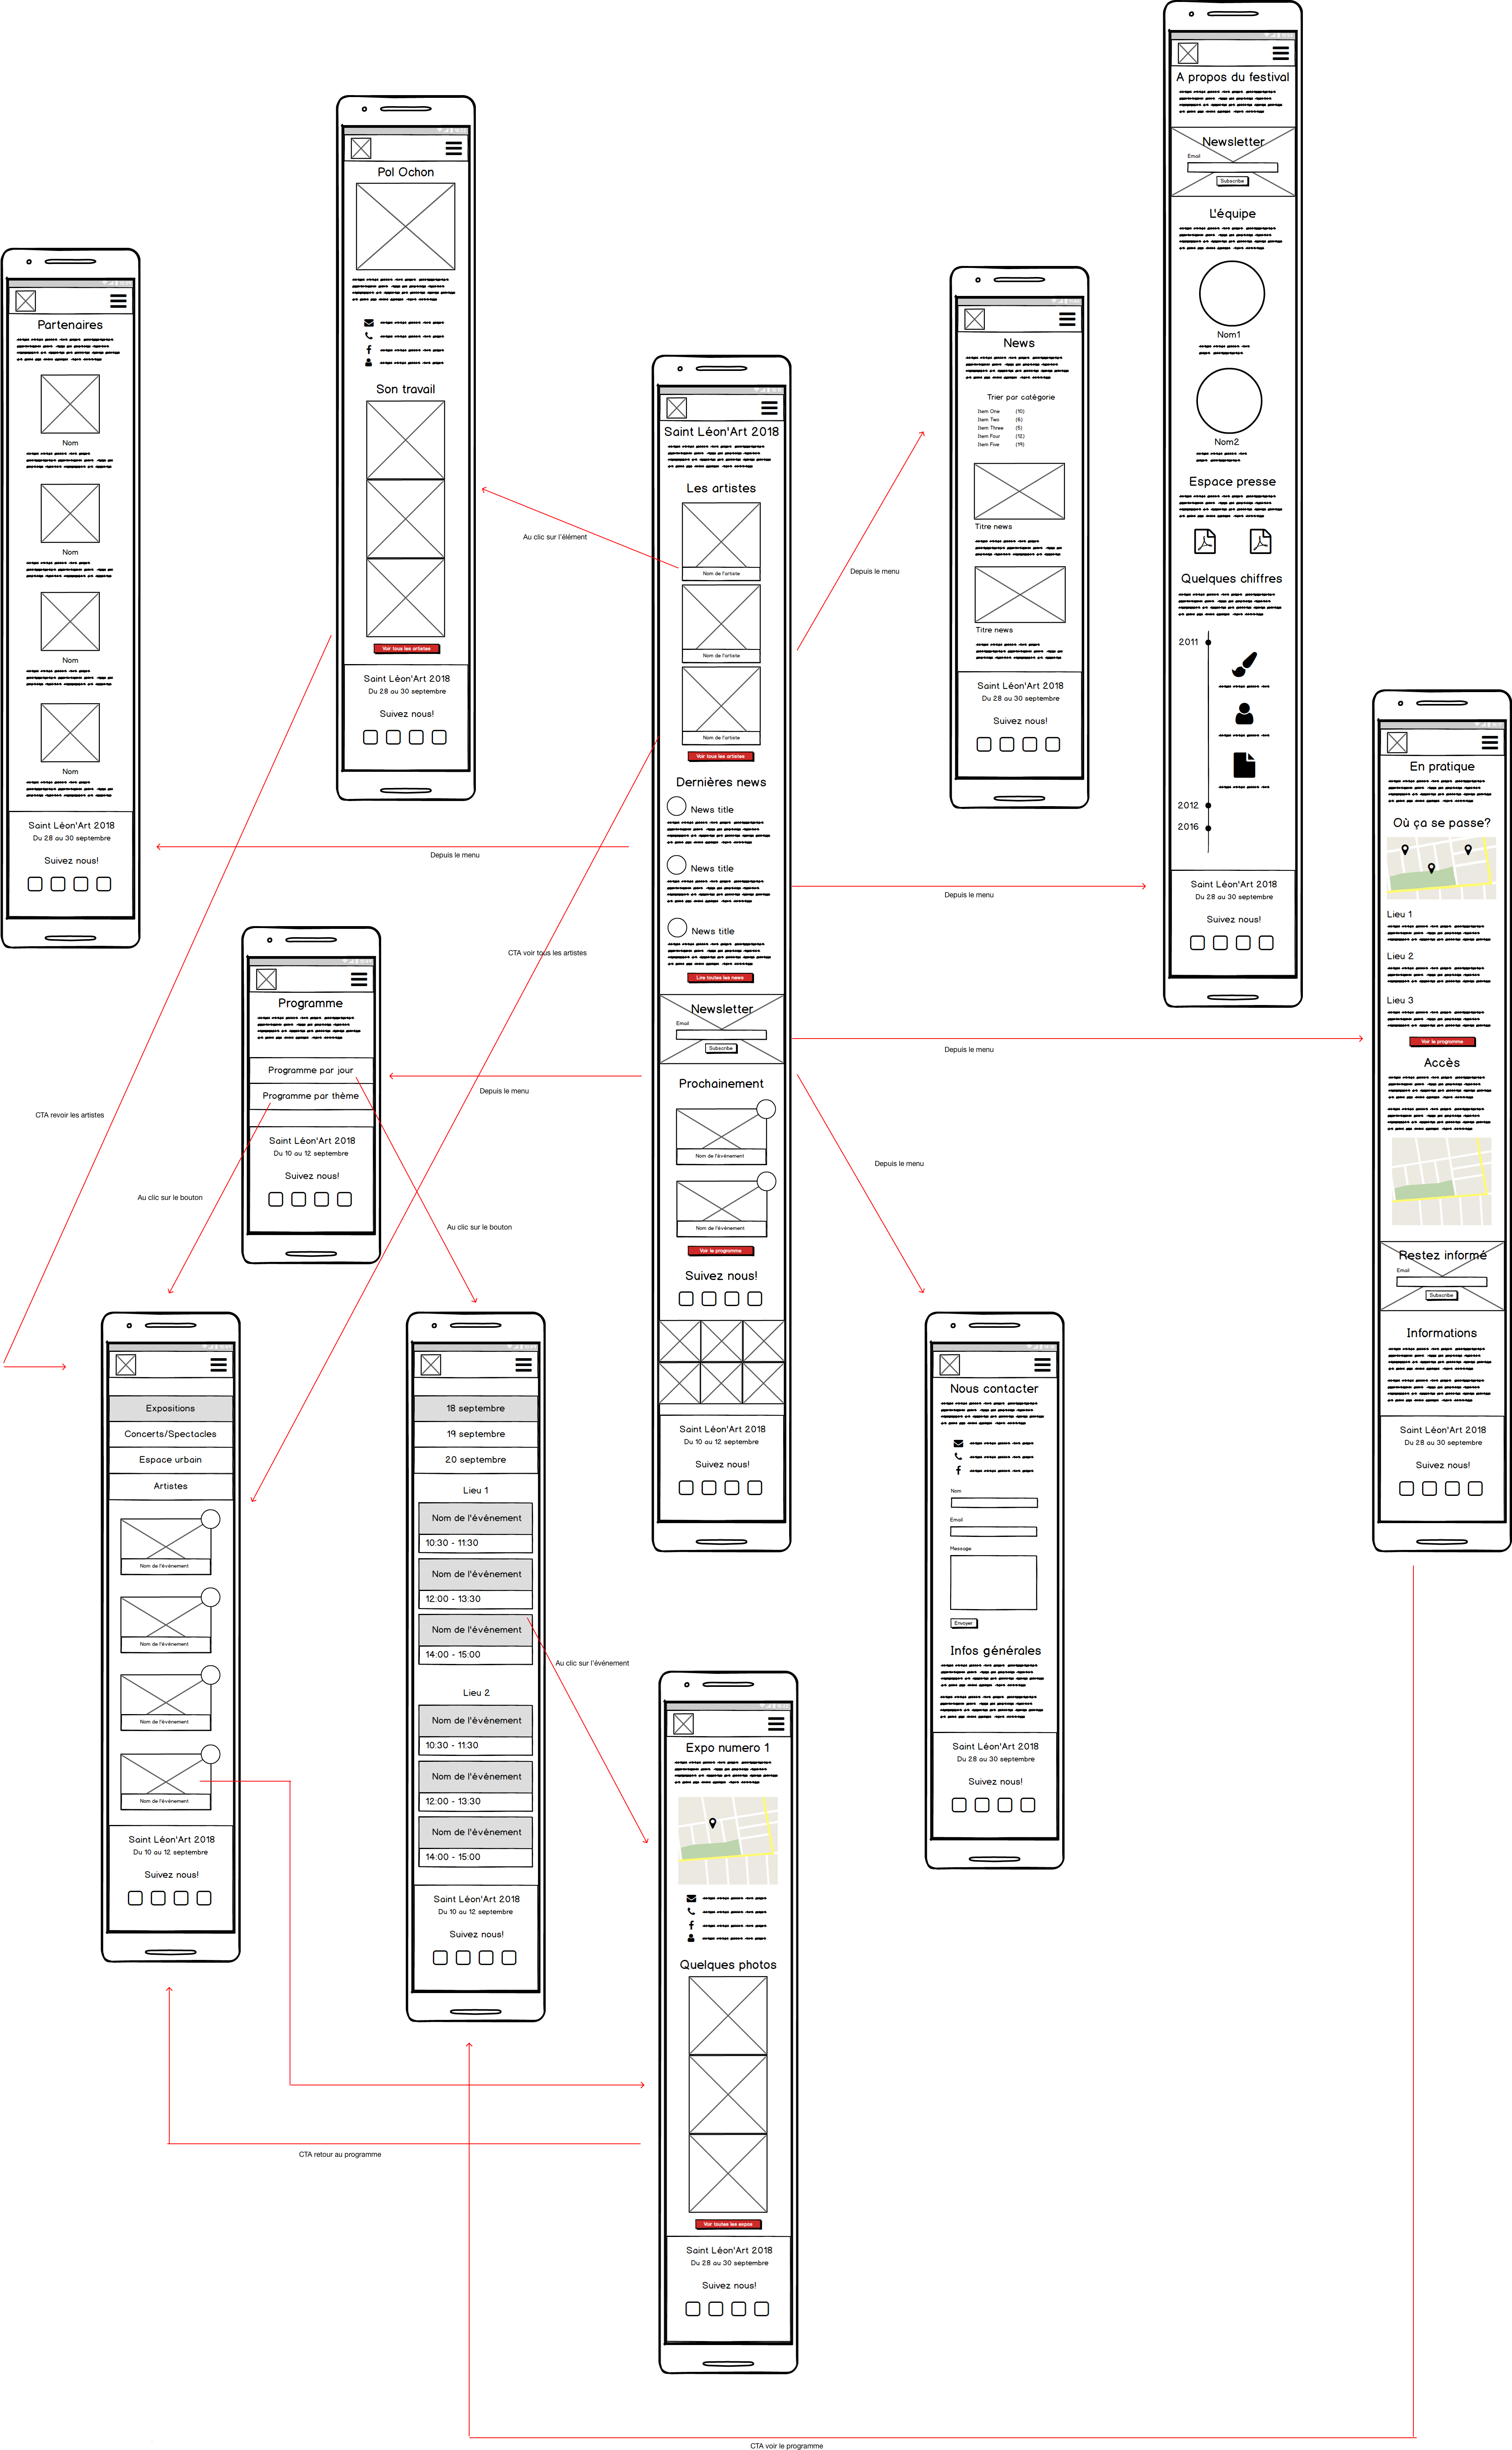 A propos du festival
Newsletter
Email
Subscribe
L'équipe
Nom1
Nom2
Espace presse
Quelques chiffres
2011
2012
2016
Saint Léon'Art 2018
Du 28 au 30 septembre
Suivez nous!
Pol Ochon
Son travail
Voir tous les artistes
Saint Léon'Art 2018
Du 28 au 30 septembre
Suivez nous!
Partenaires
Nom
Nom
Nom
Nom
Saint Léon'Art 2018
Du 28 au 30 septembre
Suivez nous!
News
Trier par catégorie
Item One (10)
Item Two (6)
Item Three (5)
Item Four (12)
Item Five (19)
Titre news
Titre news
Saint Léon'Art 2018
Du 28 au 30 septembre
Suivez nous!
Saint Léon'Art 2018
Les artistes
Nom de l'artiste
Nom de l'artiste
Nom de l'artiste
Voir tous les artistes
Dernières news
News title
News title
News title
Lire toutes les news
Newsletter
Email
Subscribe
Prochainement
Nom de l'événement
Nom de l'événement
Voir le programme
Suivez nous!
Saint Léon'Art 2018
Du 10 au 12 septembre
Suivez nous!
Au clic sur l'élément
Depuis le menu
Depuis le menu
Depuis le menu
CTA voir tous les artistes
Depuis le menu
Depuis le menu
CTA revoir les artistes
Depuis le menu
Au clic sur le bouton
Au clic sur le bouton
En pratique
Où ça se passe?
Lieu 1
Lieu 2
Lieu 3
Voir le programme
Accès
Restez informé
Email
Subscribe
Informations
Saint Léon'Art 2018
Du 28 au 30 septembre
Suivez nous!
Programme
Programme par jour
Programme par thème
Saint Léon'Art 2018
Du 10 au 12 septembre
Suivez nous!
Expositions
Concerts/Spectacles
Espace urbain
Artistes
Nom de l'événement
Nom de l'événement
Nom de l'événement
Nom de l'événement
Saint Léon'Art 2018
Du 10 au 12 septembre
Suivez nous!
18 septembre
19 septembre
20 septembre
Lieu 1
Nom de l'événement
10:30 - 11:30
Nom de l'événement
12:00 - 13:30
Nom de l'événement
14:00 - 15:00
Lieu 2
Nom de l'événement
10:30 - 11:30
Nom de l'événement
12:00 - 13:30
Nom de l'événement
14:00 - 15:00
Saint Léon'Art 2018
Du 10 au 12 septembre
Suivez nous!
Nous contacter
Nom
Email
Message
Envoyer
Infos générales
Saint Léon'Art 2018
Du 28 au 30 septembre
Suivez nous!
Au clic sur l'événement
Expo numero 1
Quelques photos
Voir toutes les expos
Saint Léon'Art 2018
Du 28 au 30 septembre
Suivez nous!
CTA retour au programme
CTA voir le programme